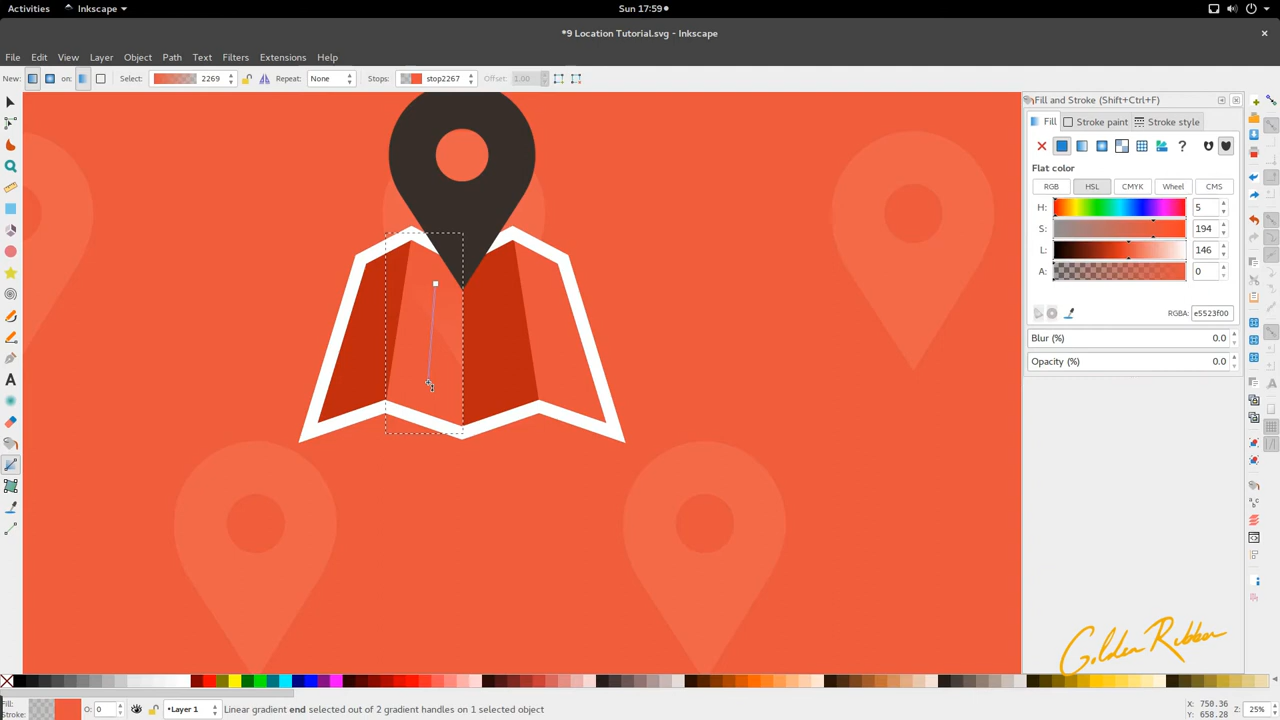 Activities Inkscape Sun 17:59
*9 Location Tutorial.svg - Inkscape
File Edit View Layer Object Path Text Filters Extensions Help
New: on: Select: 2269 Repeat: None Stops: stop2267 Offset: 1.00
Fill and Stroke (Shift+Ctrl+F)
Fill Stroke paint Stroke style
Flat color
RGB HSL CMYK Wheel CMS
H: 5
S: 194
L: 146
A: 0
RGBA: e5523f00
Blur (%) 0.0
Opacity (%) 0.0
Golden Ribbon
Fill: O: 0 •Layer 1 Linear gradient end selected out of 2 gradient handles on 1 selected object X: 750.36 Z: 25%
Stroke: Y: 658.28